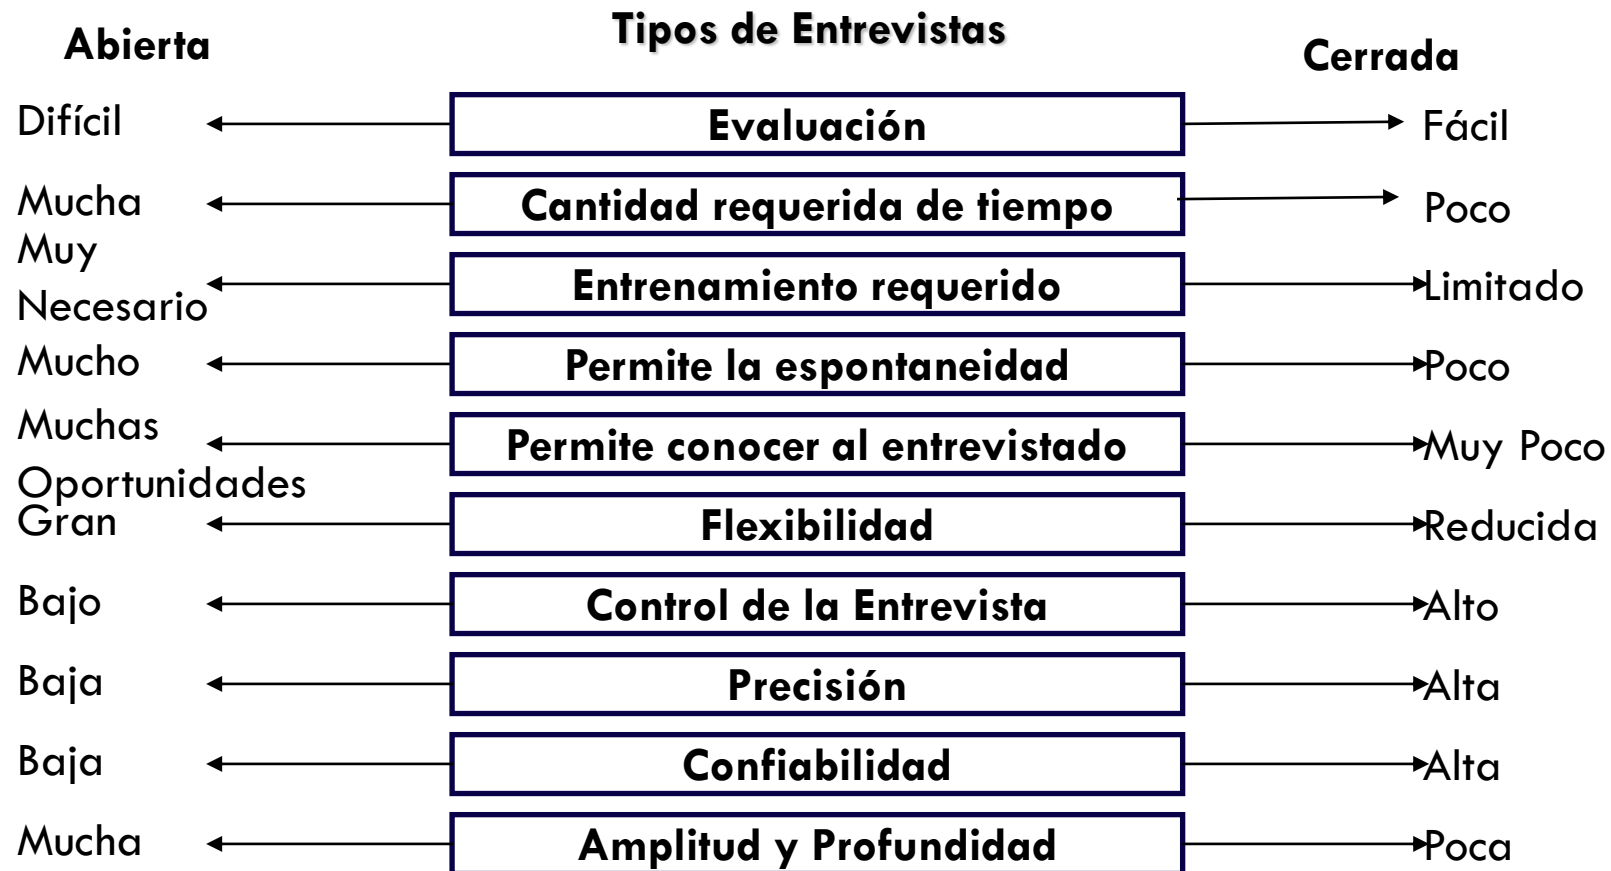 Tipos de Entrevistas
Abierta
Cerrada
Difícil Evaluación Fácil
Mucha Cantidad requerida de tiempo Poco
Muy
Necesario Entrenamiento requerido Limitado
Mucho Permite la espontaneidad Poco
Muchas
Oportunidades Permite conocer al entrevistado Muy Poco
Gran Flexibilidad Reducida
Bajo Control de la Entrevista Alto
Baja Precisión Alta
Baja Confiabilidad Alta
Mucha Amplitud y Profundidad Poca